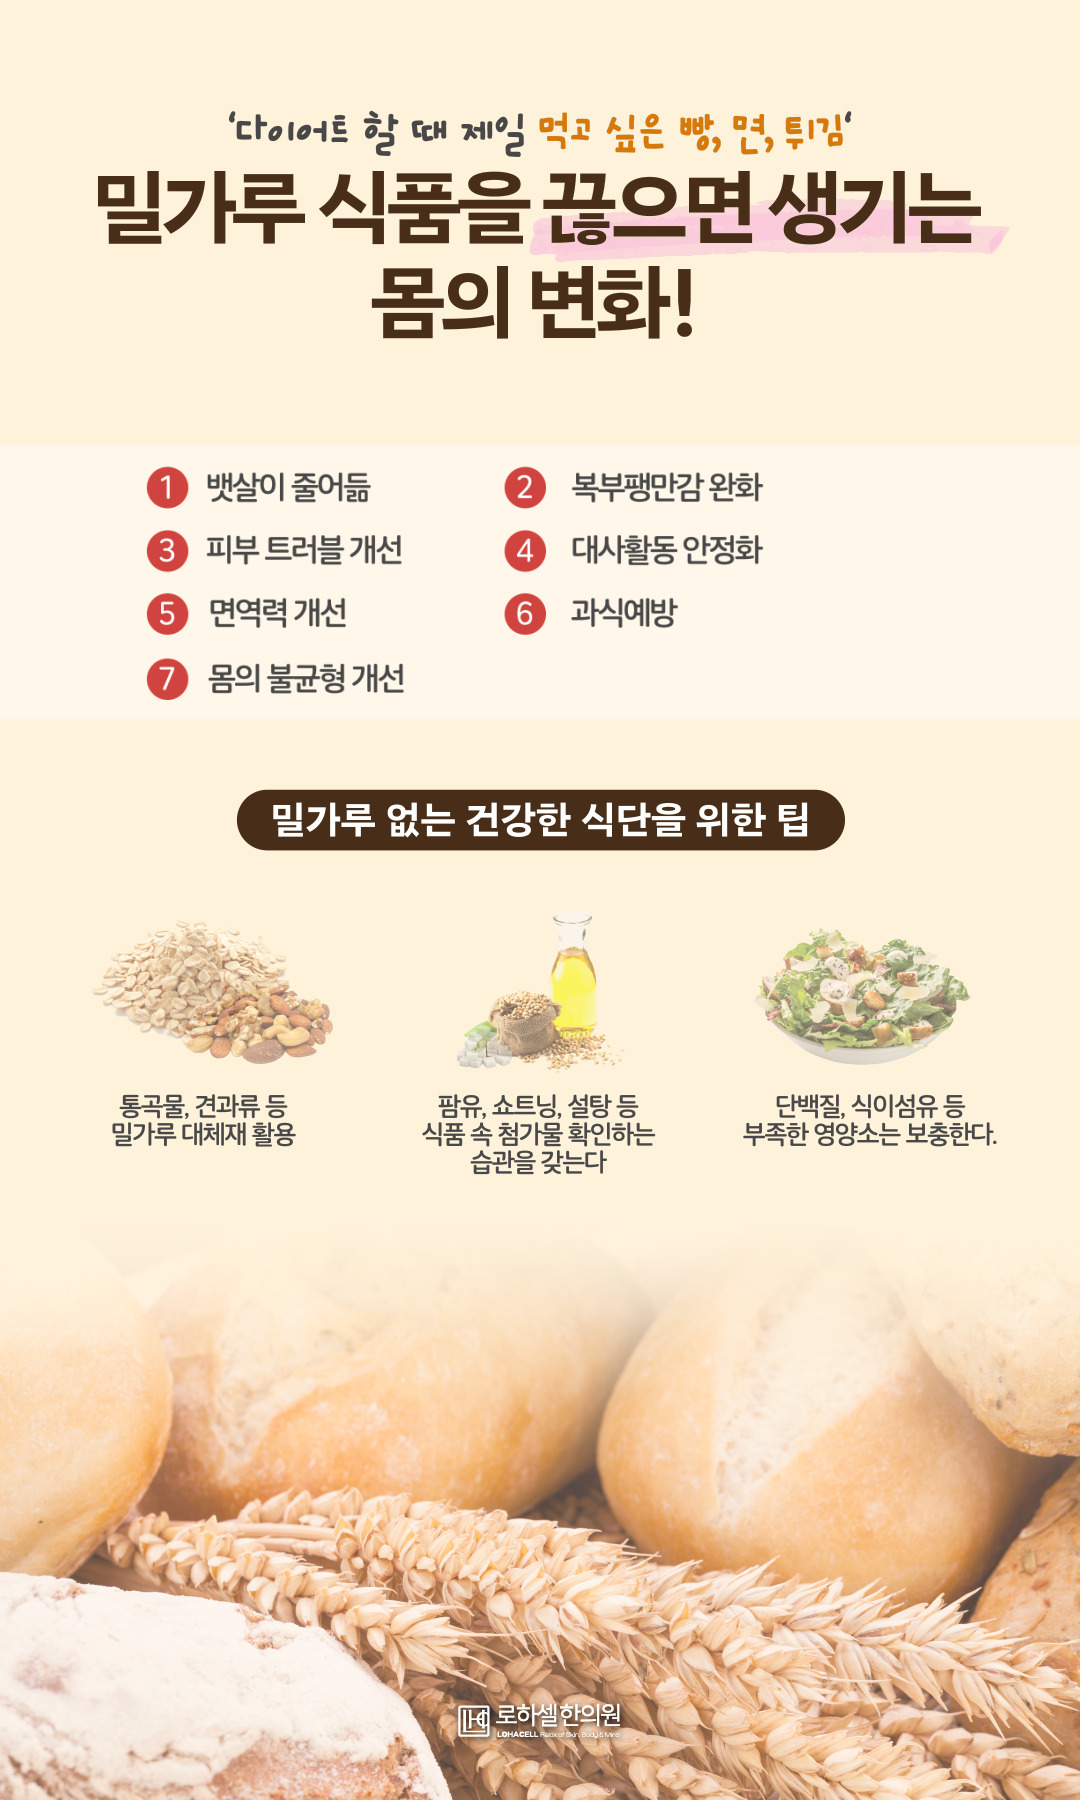 ‘다이어트 할 때 제일 먹고 싶은 빵, 면, 튀김‘
밀가루 식품을 끊으면 생기는
몸의 변화!
1 뱃살이 줄어듦
2 복부팽만감 완화
3 피부 트러블 개선
4 대사활동 안정화
5 면역력 개선
6 과식예방
7 몸의 불균형 개선
밀가루 없는 건강한 식단을 위한 팁
통곡물, 견과류 등
밀가루 대체재 활용
팜유, 쇼트닝, 설탕 등
식품 속 첨가물 확인하는
습관을 갖는다
단백질, 식이섬유 등
부족한 영양소는 보충한다.
로하셀한의원
LOHACELL Relax of Skin, Body & Mind